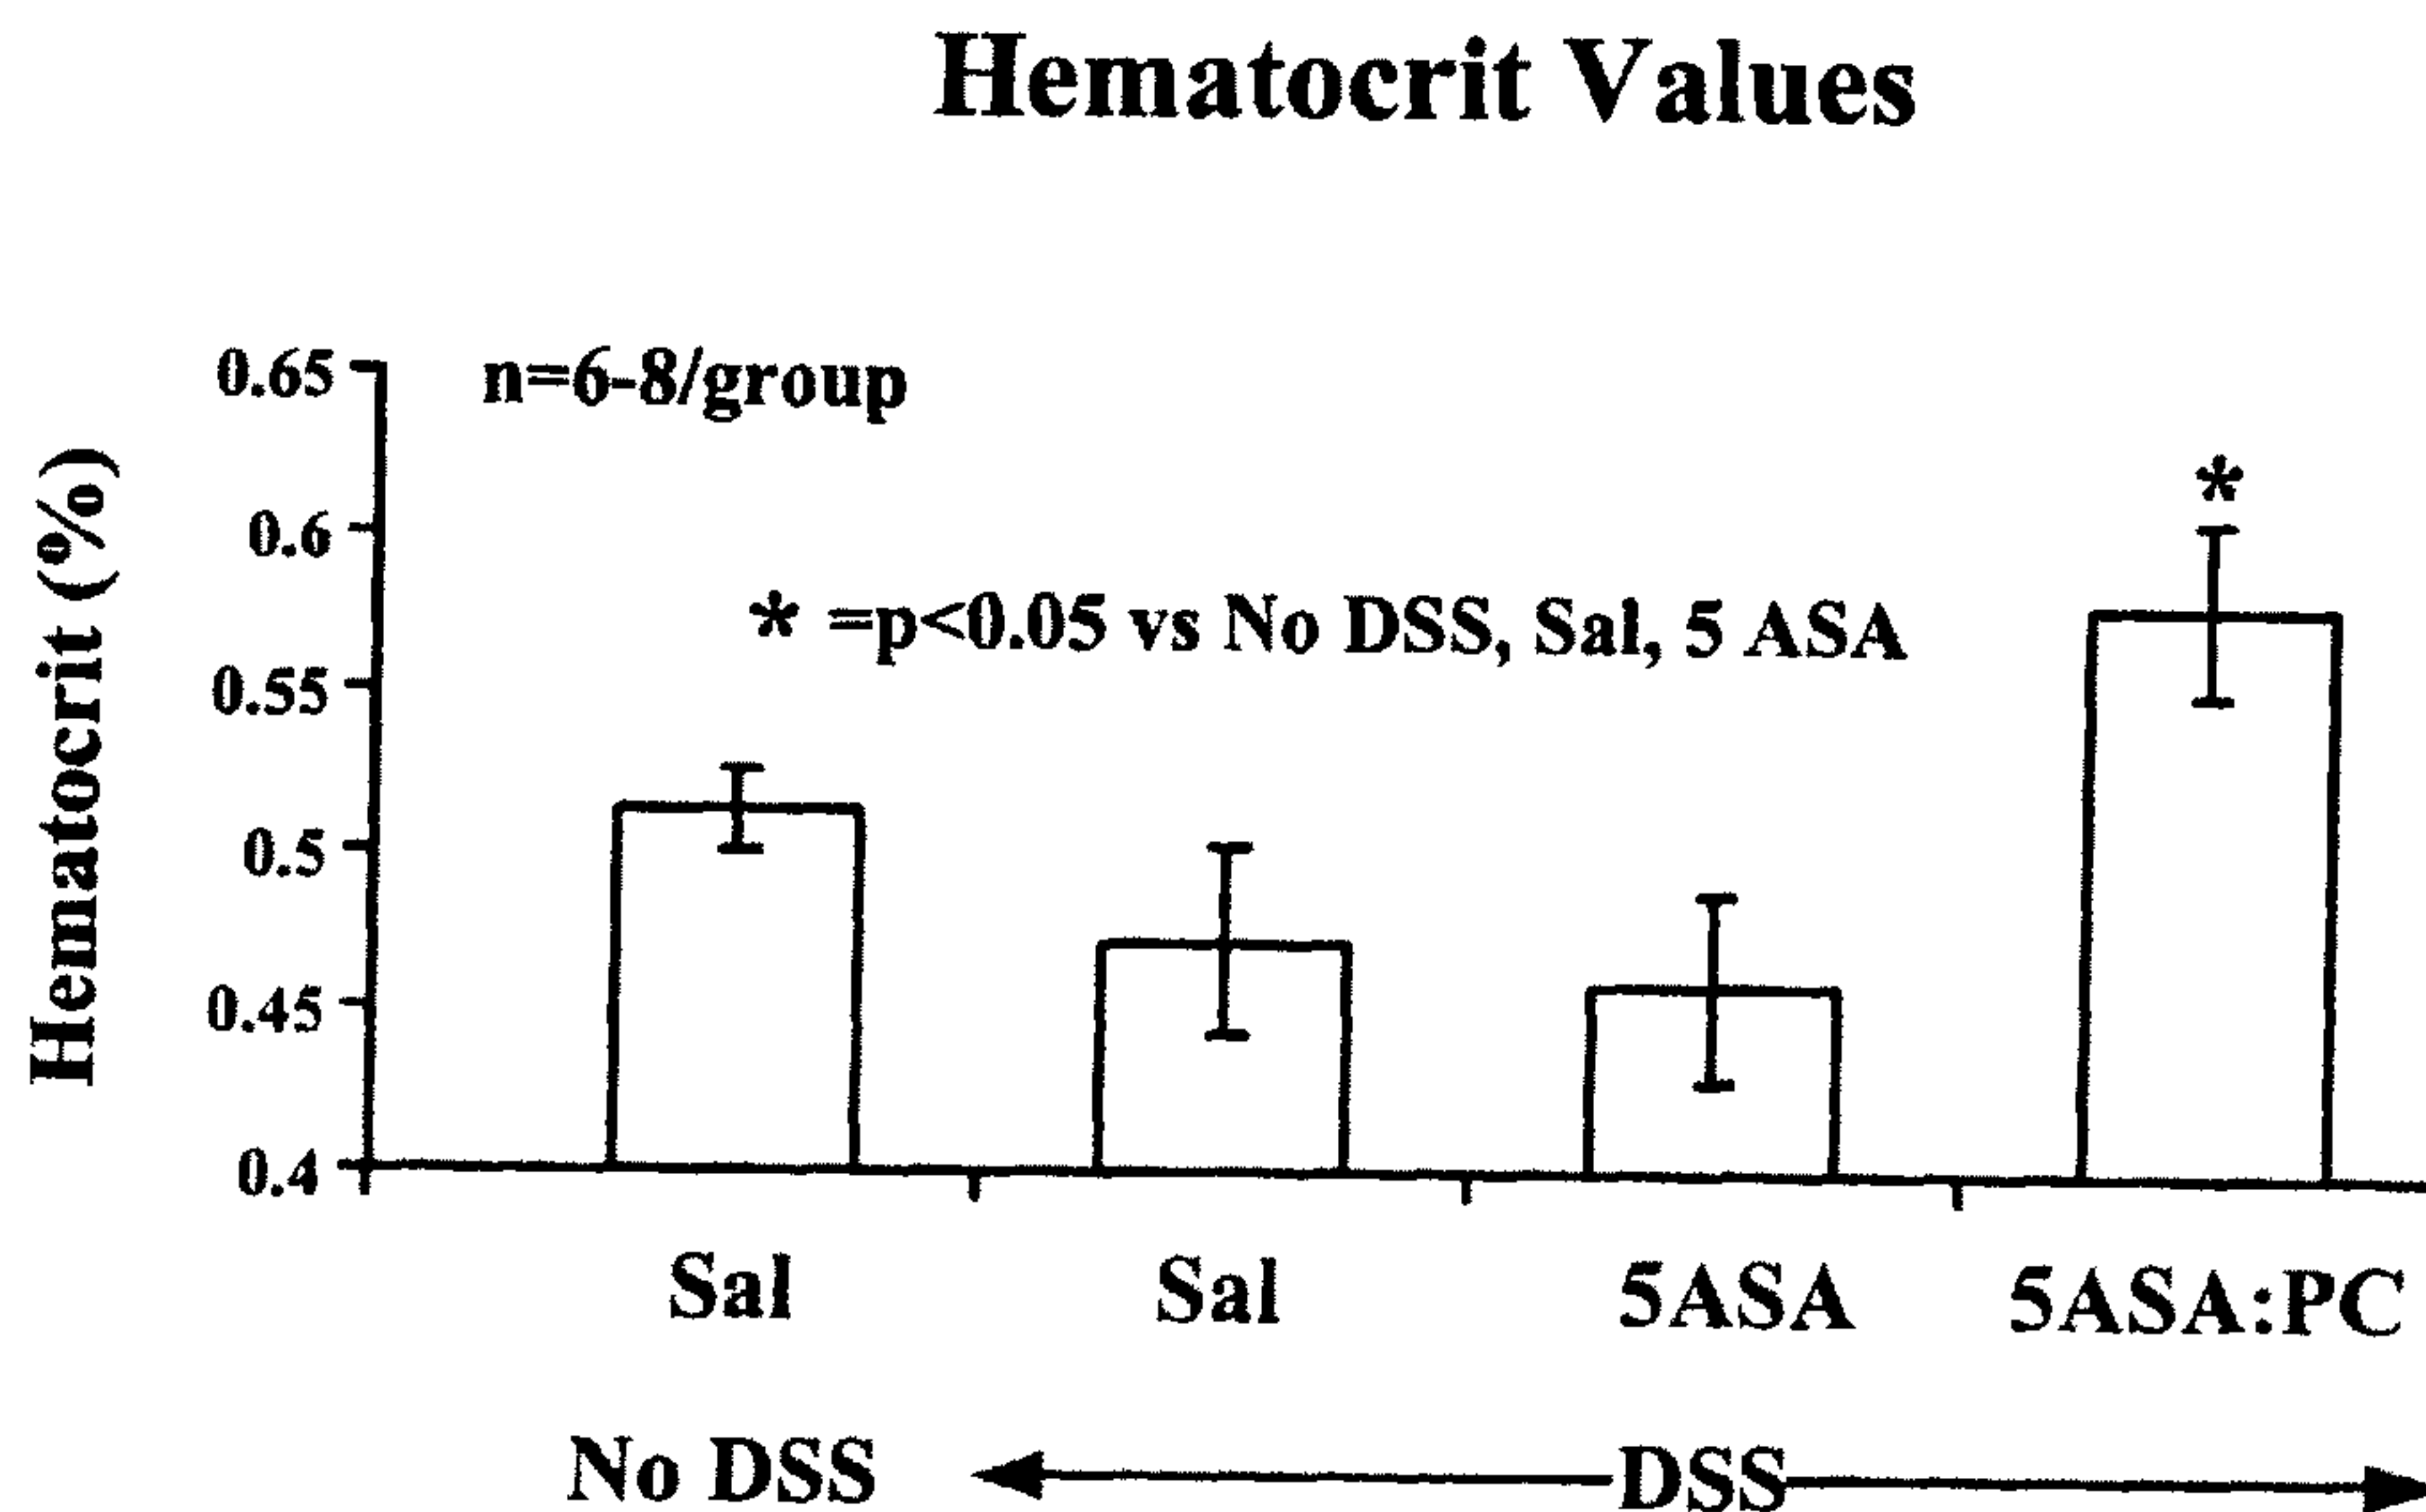 Hematocrit Values
Hematocrit (%)
0.65
0.6
0.55
0.5
0.45
0.4
n=6-8/group
* =p<0.05 vs No DSS, Sal, 5 ASA
*
Sal Sal 5ASA 5ASA:PC
No DSS DSS